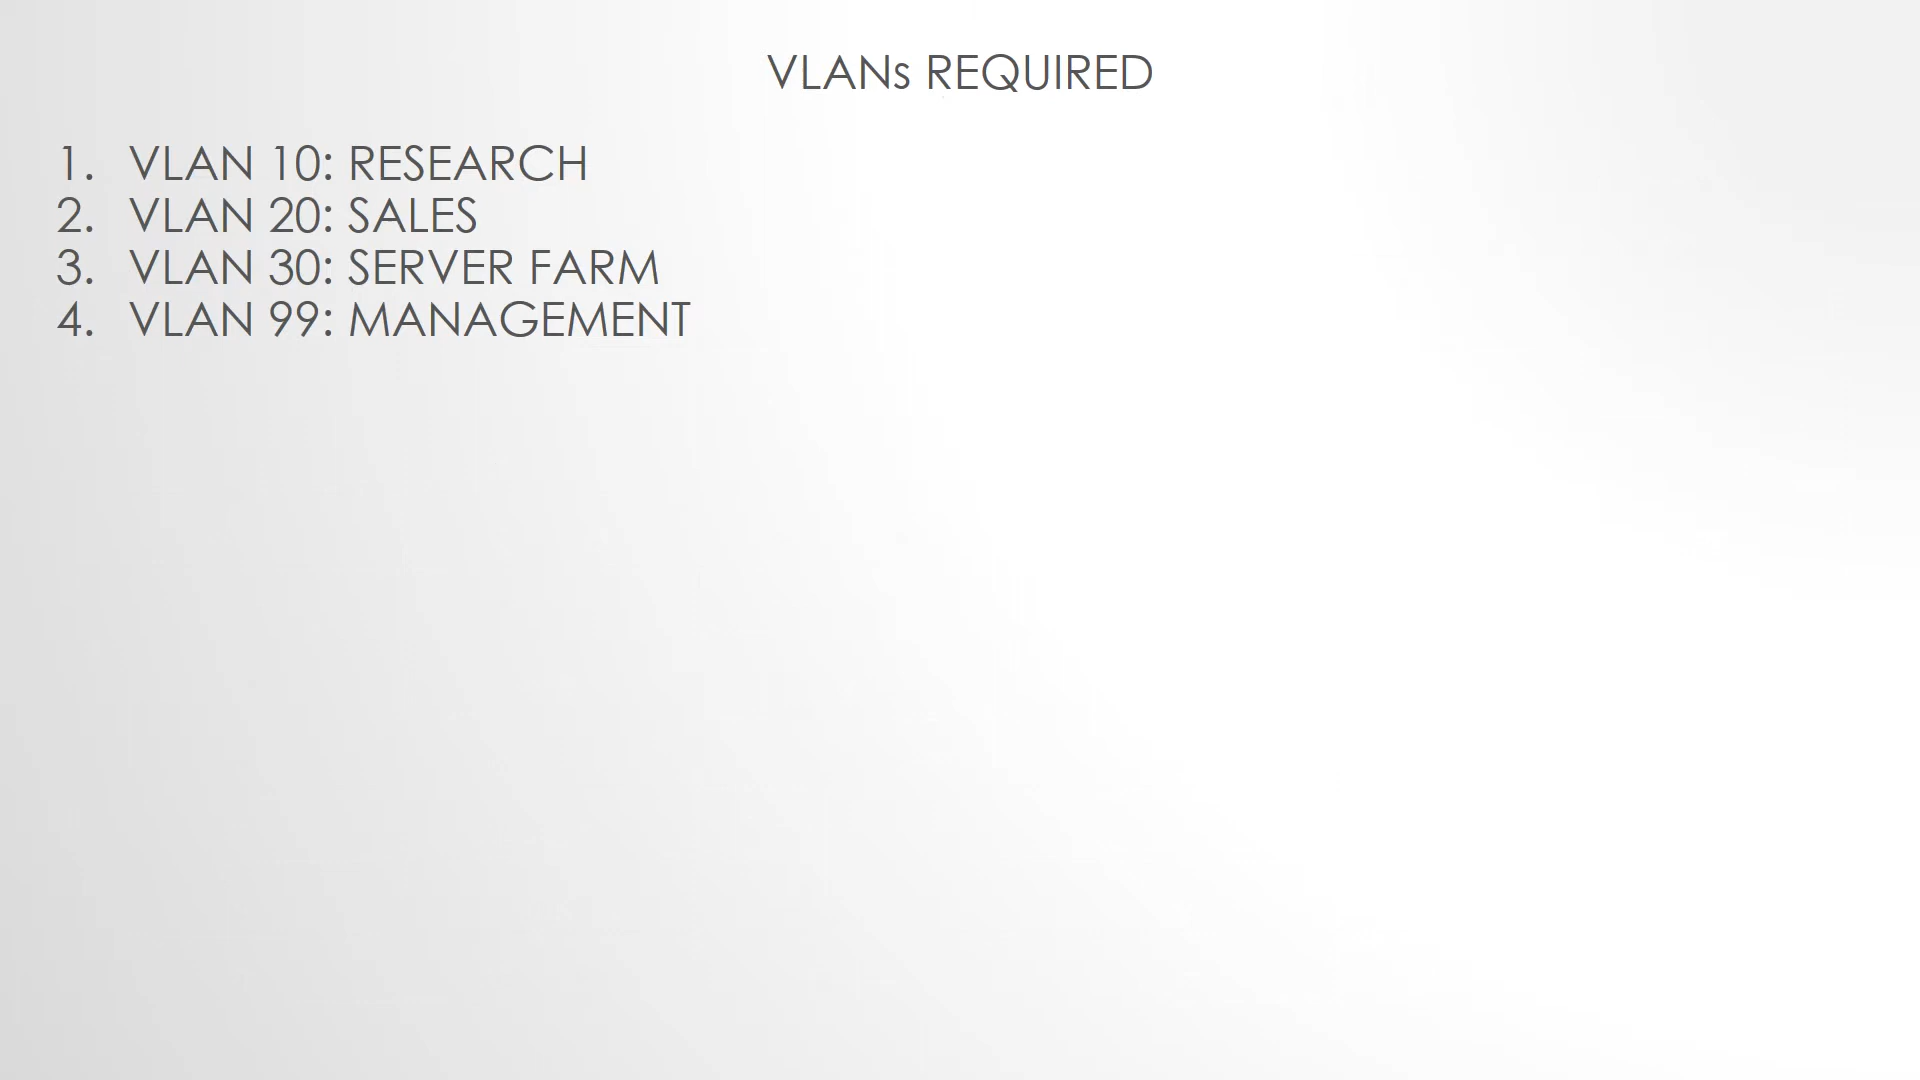 VLANs REQUIRED
1. VLAN 10: RESEARCH
2. VLAN 20: SALES
3. VLAN 30: SERVER FARM
4. VLAN 99: MANAGEMENT